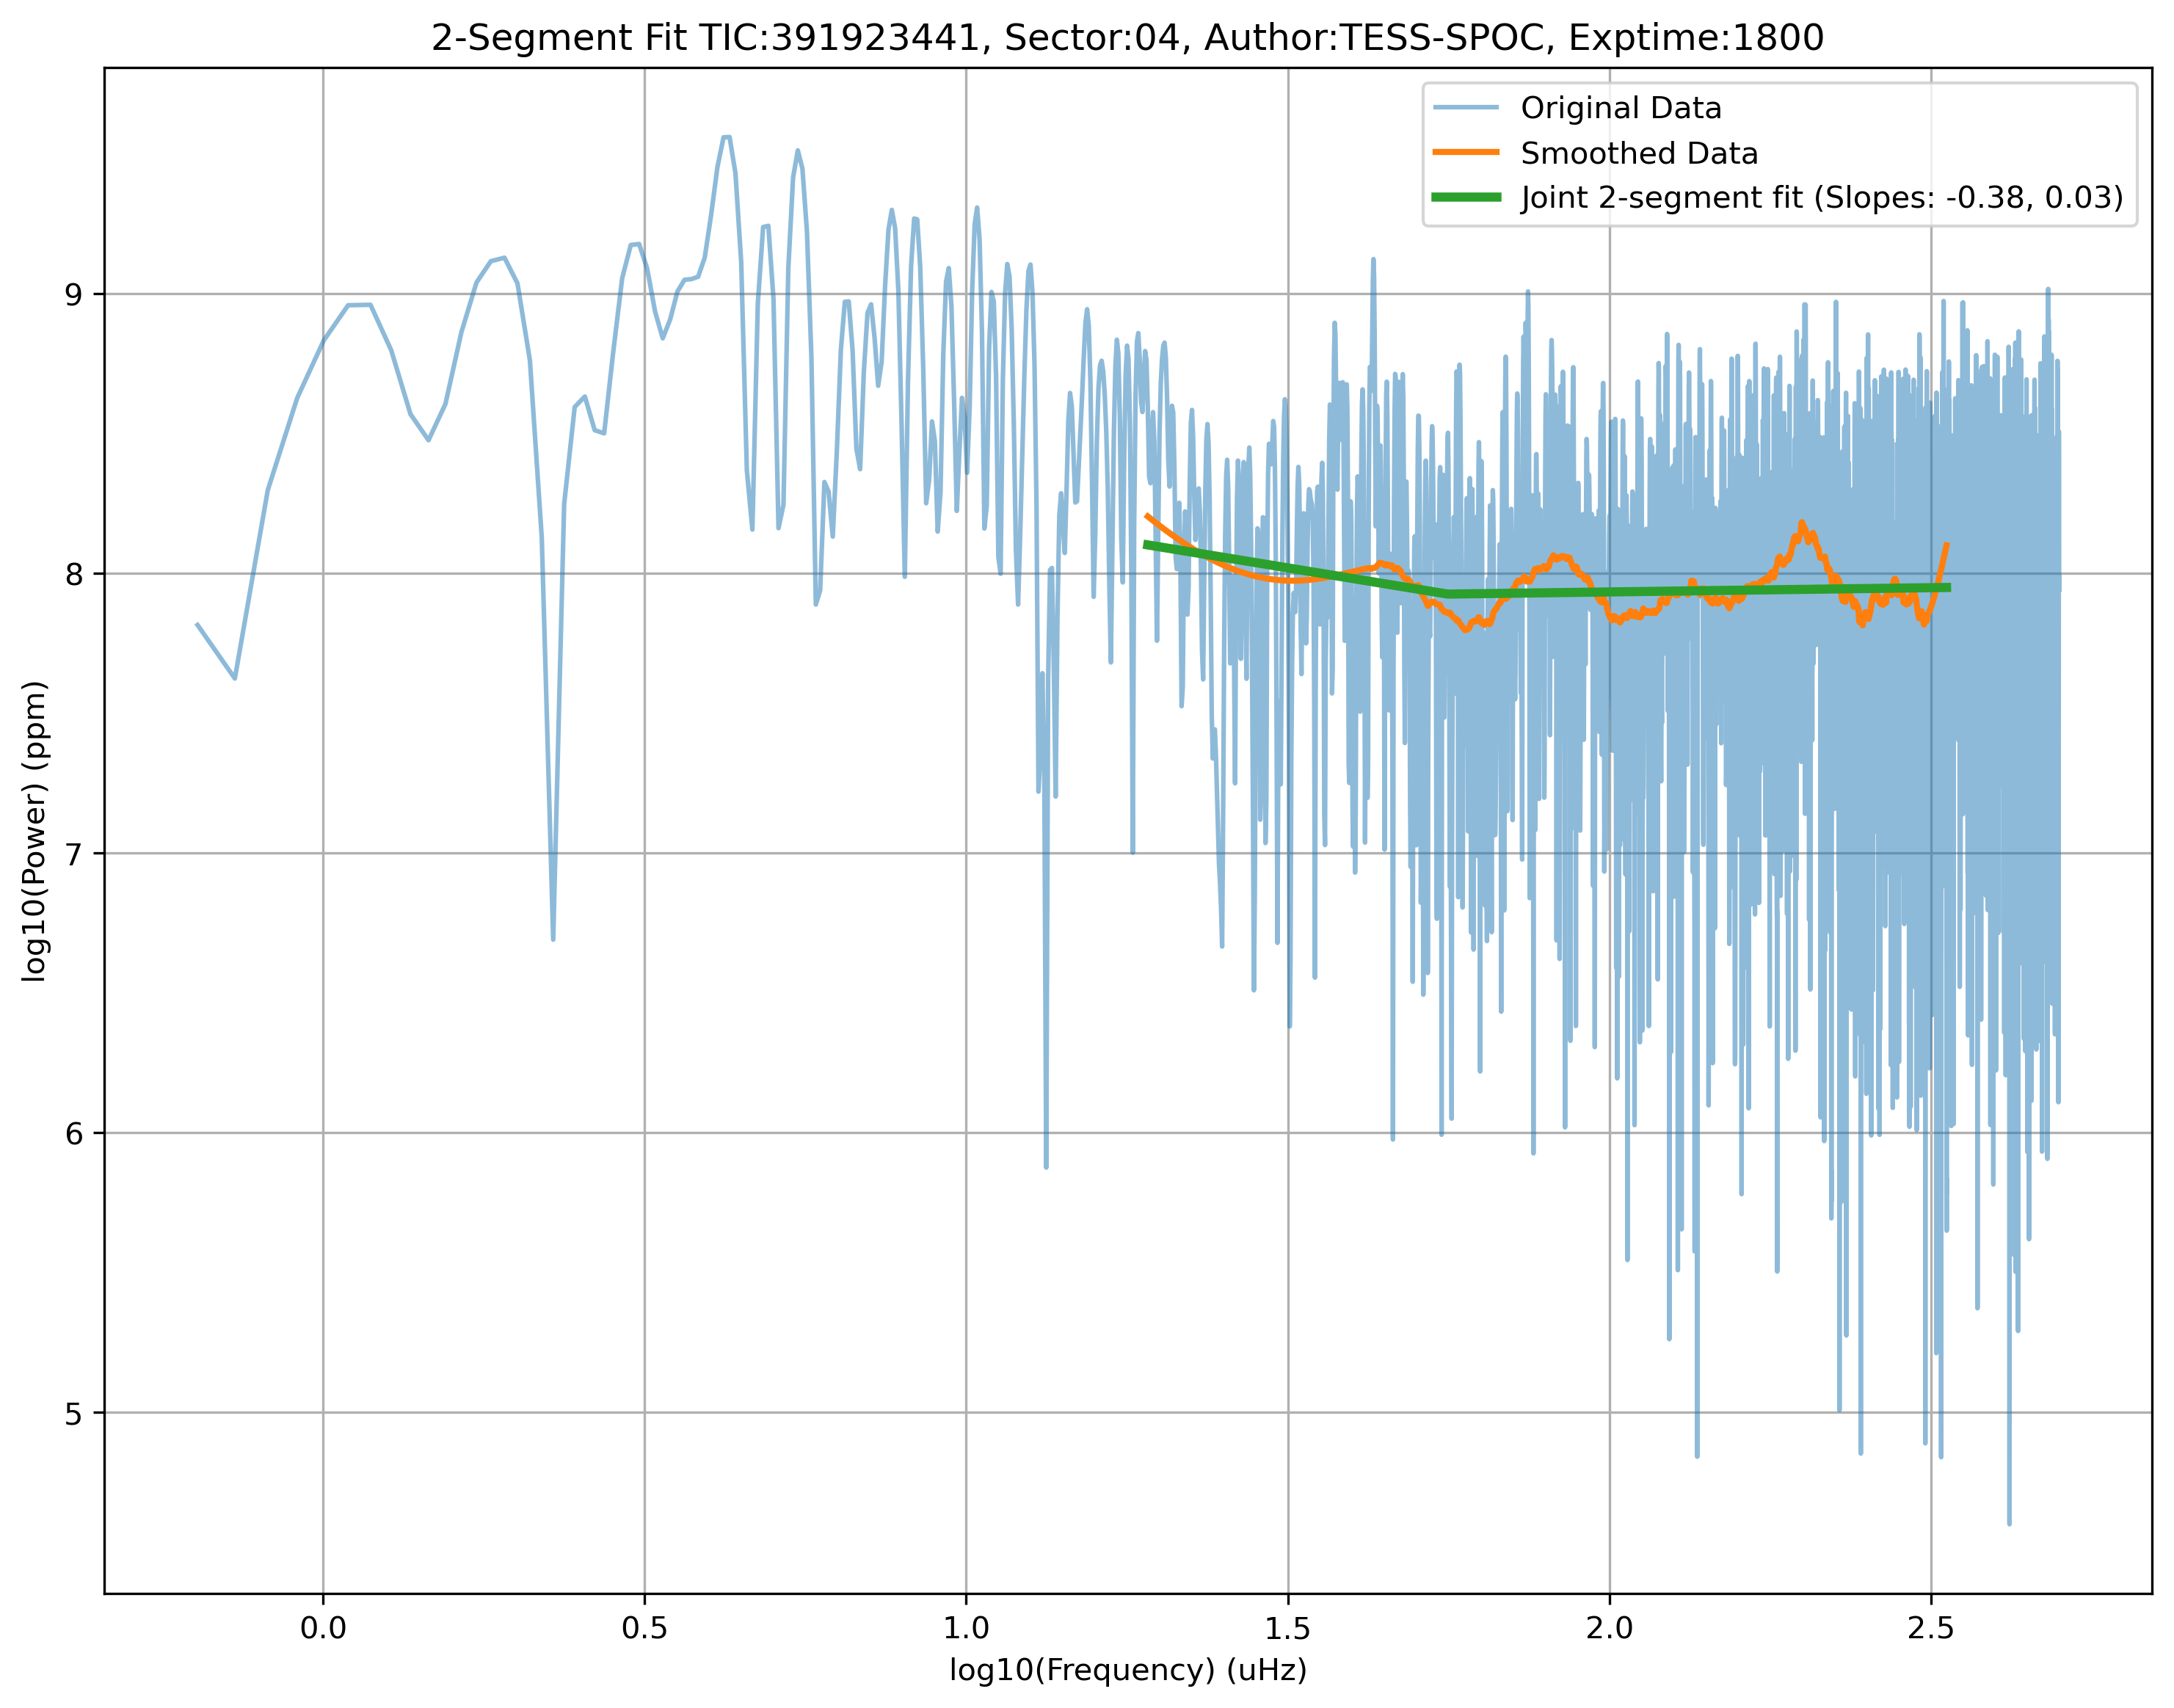 2-Segment Fit TIC:391923441, Sector:04, Author:TESS-SPOC, Exptime:1800
Original Data
Smoothed Data
Joint 2-segment fit (Slopes: -0.38, 0.03)
log10(Power) (ppm)
9
8
7
6
5
0.0 0.5 1.0 1.5 2.0 2.5
log10(Frequency) (uHz)